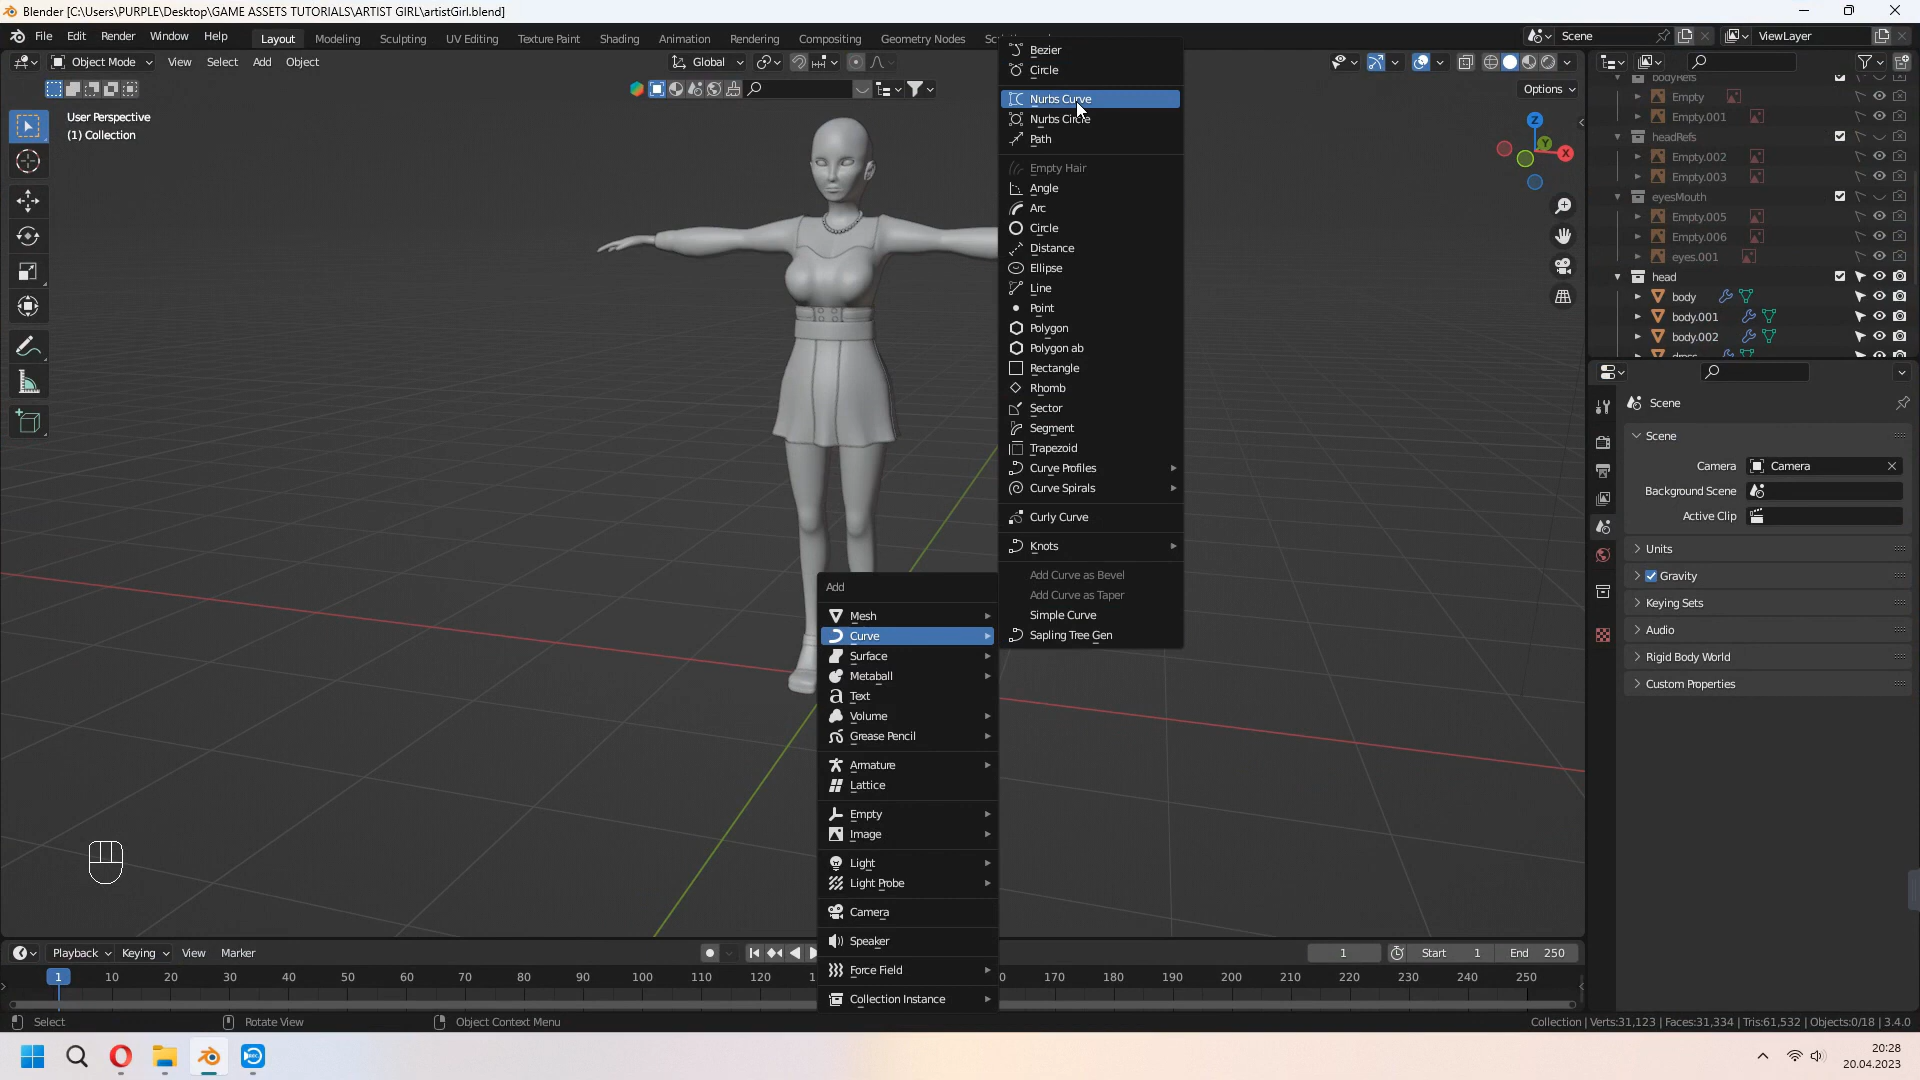 Blender [C:\Users\PURPLE\Desktop\GAME ASSETS TUTORIALS\ARTIST GIRL\artistGirl.blend]
File Edit Render Window Help Layout Modeling Sculpting UV Editing Texture Paint Shading Animation Rendering Compositing Geometry Nodes Scene ViewLayer
Object Mode View Select Add Object Global
Options
User Perspective
(1) Collection
Bezier
Circle
Nurbs Curve
Nurbs Circle
Path
Empty Hair
Angle
Arc
Circle
Distance
Ellipse
Line
Point
Polygon
Polygon ab
Rectangle
Rhomb
Sector
Segment
Trapezoid
Curve Profiles
Curve Spirals
Curly Curve
Knots
Add Curve as Bevel
Add Curve as Taper
Simple Curve
Sapling Tree Gen
Add
Mesh
Curve
Surface
Metaball
Text
Volume
Grease Pencil
Armature
Lattice
Empty
Image
Light
Light Probe
Camera
Speaker
Force Field
Collection Instance
Z
Y
X
bodyRefs
Empty
Empty.001
headRefs
Empty.002
Empty.003
eyesMouth
Empty.005
Empty.006
eyes.001
head
body
body.001
body.002
Scene
Scene
Camera Camera
Background Scene
Active Clip
Units
Gravity
Keying Sets
Audio
Rigid Body World
Custom Properties
Playback Keying View Marker 1 Start 1 End 250
1 10 20 30 40 50 60 70 80 90 100 110 120 170 180 190 200 210 220 230 240 250
Select Rotate View Object Context Menu Collection | Verts:31,123 | Faces:31,334 | Tris:61,532 | Objects:0/18 | 3.4.0
20:28
20.04.2023